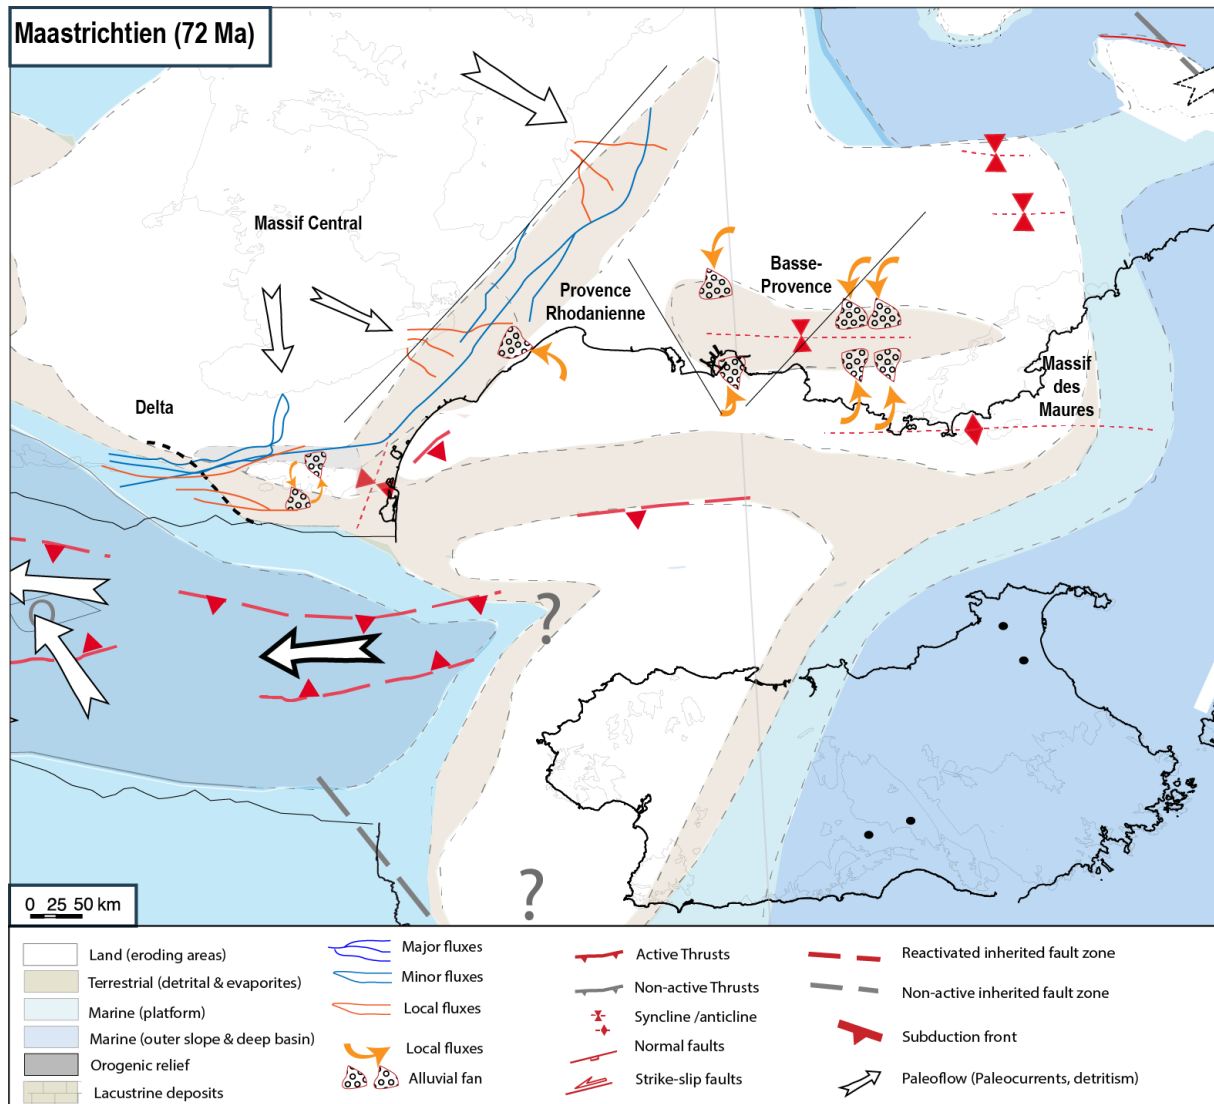 Maastrichtien (72 Ma)
Massif Central
Basse-
Provence
Provence
Rhodanienne
Massif
des
Maures
Delta
?
?
0 25 50 km
Land (eroding areas)
Terrestrial (detrital & evaporites)
Marine (platform)
Marine (outer slope & deep basin)
Orogenic relief
Lacustrine deposits
Major fluxes
Minor fluxes
Local fluxes
Local fluxes
Alluvial fan
Active Thrusts
Non-active Thrusts
Syncline /anticline
Normal faults
Strike-slip faults
Reactivated inherited fault zone
Non-active inherited fault zone
Subduction front
Paleoflow (Paleocurrents, detritism)